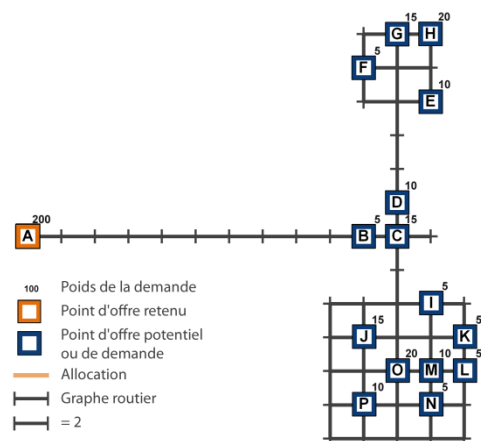 15 20
G H
5
F
10
E
10
D
200 5 15
A B C
5
I
15 5
J K
20 10 5
O M L
10 5
P N
100 Poids de la demande
Point d'offre retenu
Point d'offre potentiel
ou de demande
Allocation
Graphe routier
= 2